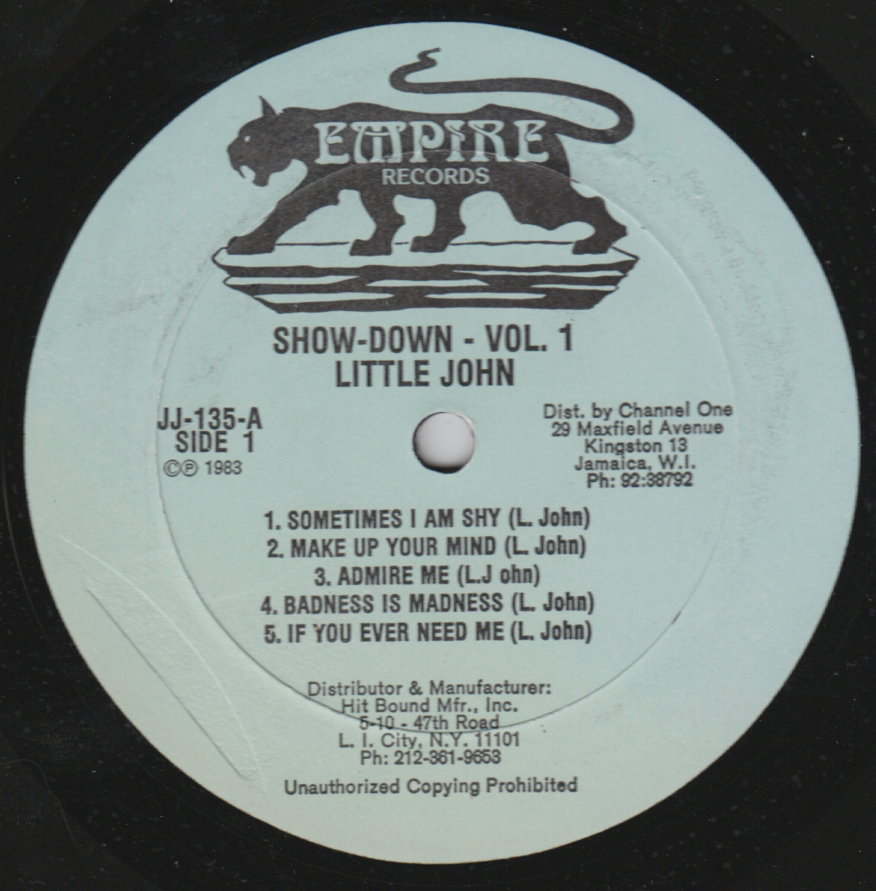 EMPIRE
RECORDS
SHOW-DOWN - VOL. 1
LITTLE JOHN
JJ-135-A
SIDE 1
©℗ 1983
Dist. by Channel One
29 Maxfield Avenue
Kingston 13
Jamaica, W.I.
Ph: 92:38792
1. SOMETIMES I AM SHY (L. John)
2. MAKE UP YOUR MIND (L. John)
3. ADMIRE ME (L.J ohn)
4. BADNESS IS MADNESS (L. John)
5. IF YOU EVER NEED ME (L. John)
Distributor & Manufacturer:
Hit Bound Mfr., Inc.
5-10 - 47th Road
L. I. City, N.Y. 11101
Ph: 212-361-9653
Unauthorized Copying Prohibited